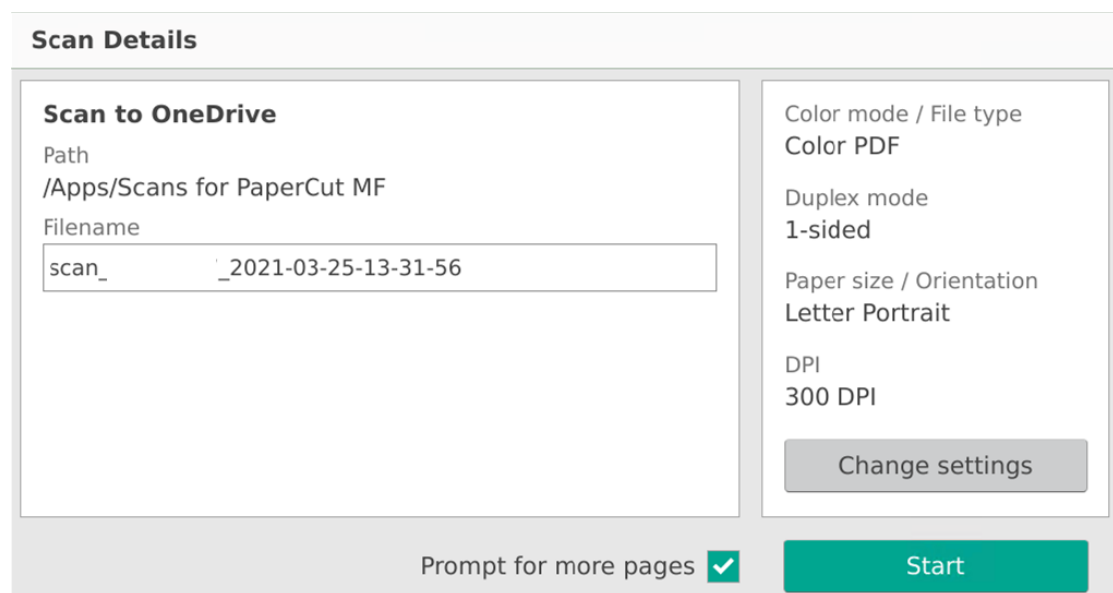 Scan Details
Scan to OneDrive
Path
/Apps/Scans for PaperCut MF
Filename
scan_ _2021-03-25-13-31-56
Color mode / File type
Color PDF
Duplex mode
1-sided
Paper size / Orientation
Letter Portrait
DPI
300 DPI
Change settings
Prompt for more pages
Start